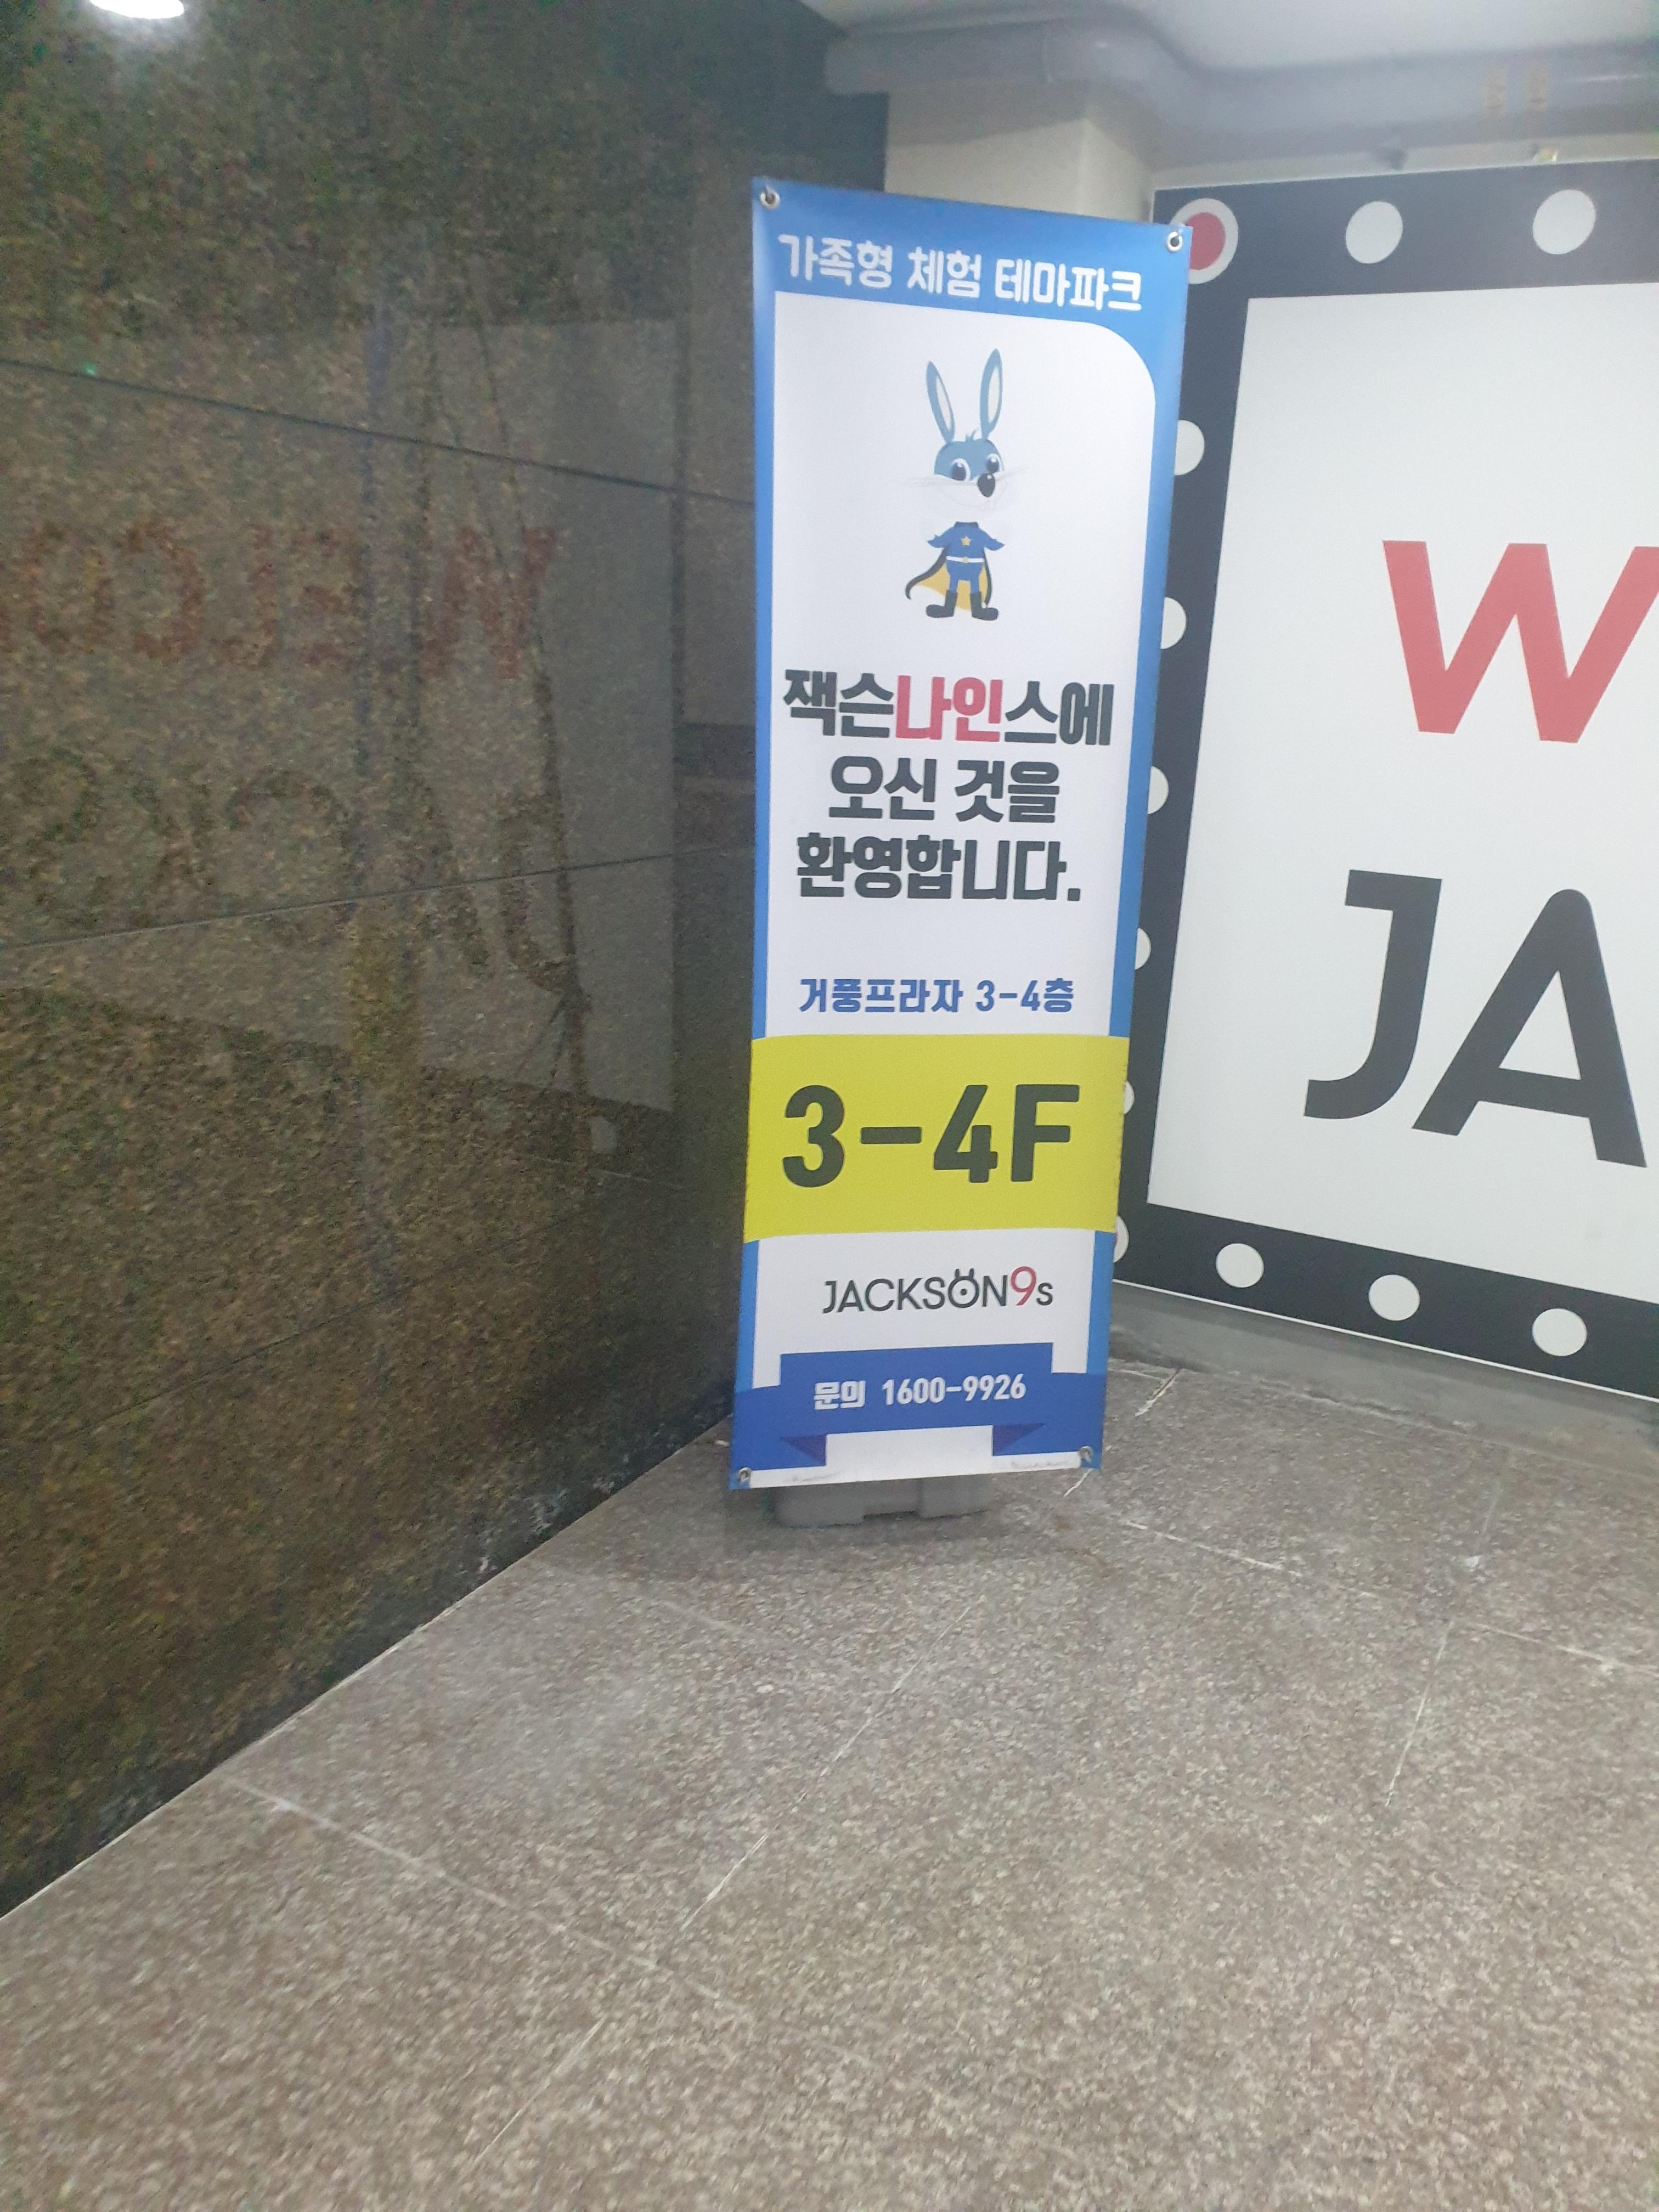 가족형 체험 테마파크
잭슨나인스에
오신 것을
환영합니다.
거풍프라자 3-4층
3-4F
JACKSON9s
문의 1600-9926
W
JA